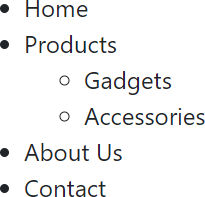 Home
Products
Gadgets
Accessories
About Us
Contact